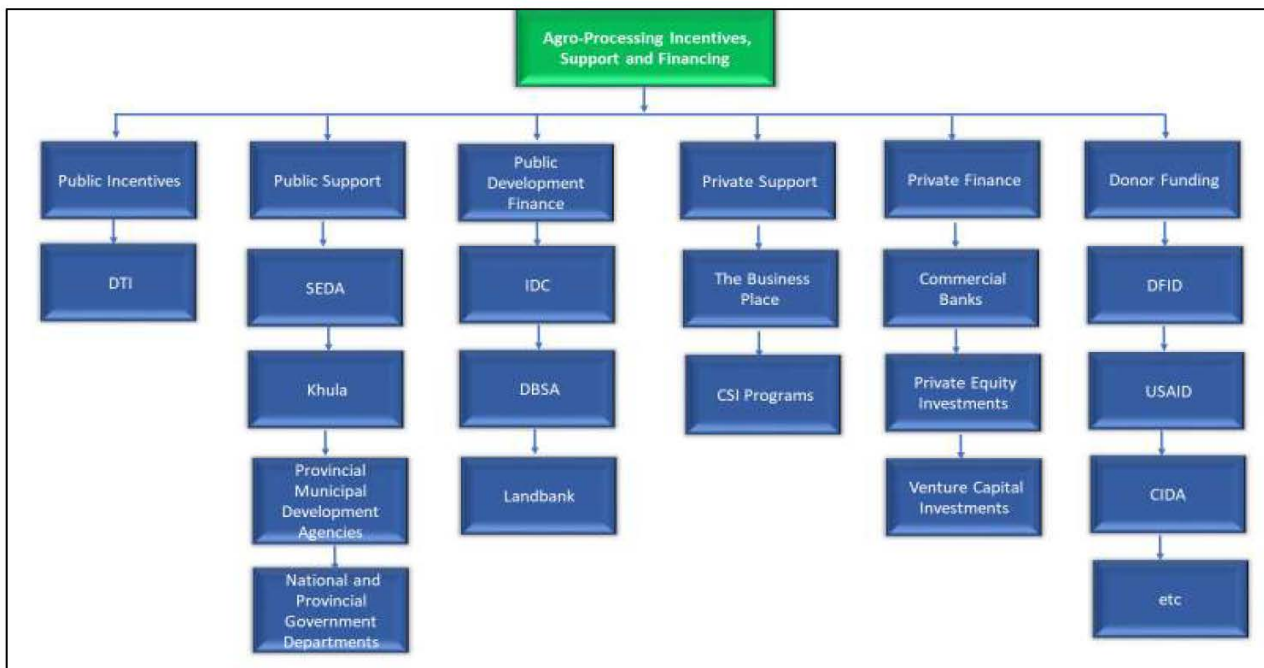 Agro-Processing Incentives,
Support and Financing
Public Incentives
Public Support
Public
Development
Finance
Private Support
Private Finance
Donor Funding
DTI
SEDA
IDC
The Business
Place
Commercial
Banks
DFID
Khula
DBSA
CSI Programs
Private Equity
Investments
USAID
Provincial
Municipal
Development
Agencies
Landbank
Venture Capital
Investments
CIDA
National and
Provincial
Government
Departments
etc